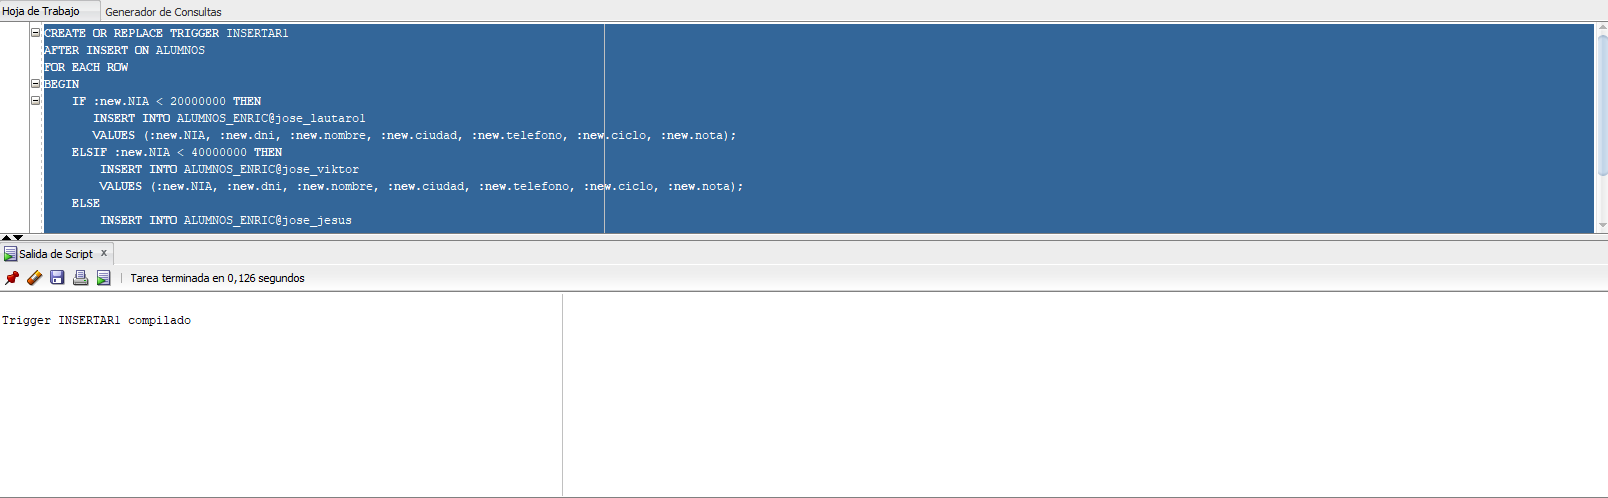 Hoja de Trabajo Generador de Consultas
CREATE OR REPLACE TRIGGER INSERTAR1
AFTER INSERT ON ALUMNOS
FOR EACH ROW
BEGIN
IF :new.NIA < 20000000 THEN
INSERT INTO ALUMNOS_ENRIC@jose_lautaro1
VALUES (:new.NIA, :new.dni, :new.nombre, :new.ciudad, :new.telefono, :new.ciclo, :new.nota);
ELSIF :new.NIA < 40000000 THEN
INSERT INTO ALUMNOS_ENRIC@jose_viktor
VALUES (:new.NIA, :new.dni, :new.nombre, :new.ciudad, :new.telefono, :new.ciclo, :new.nota);
ELSE
INSERT INTO ALUMNOS_ENRIC@jose_jesus
Salida de Script x
Tarea terminada en 0,126 segundos
Trigger INSERTAR1 compilado